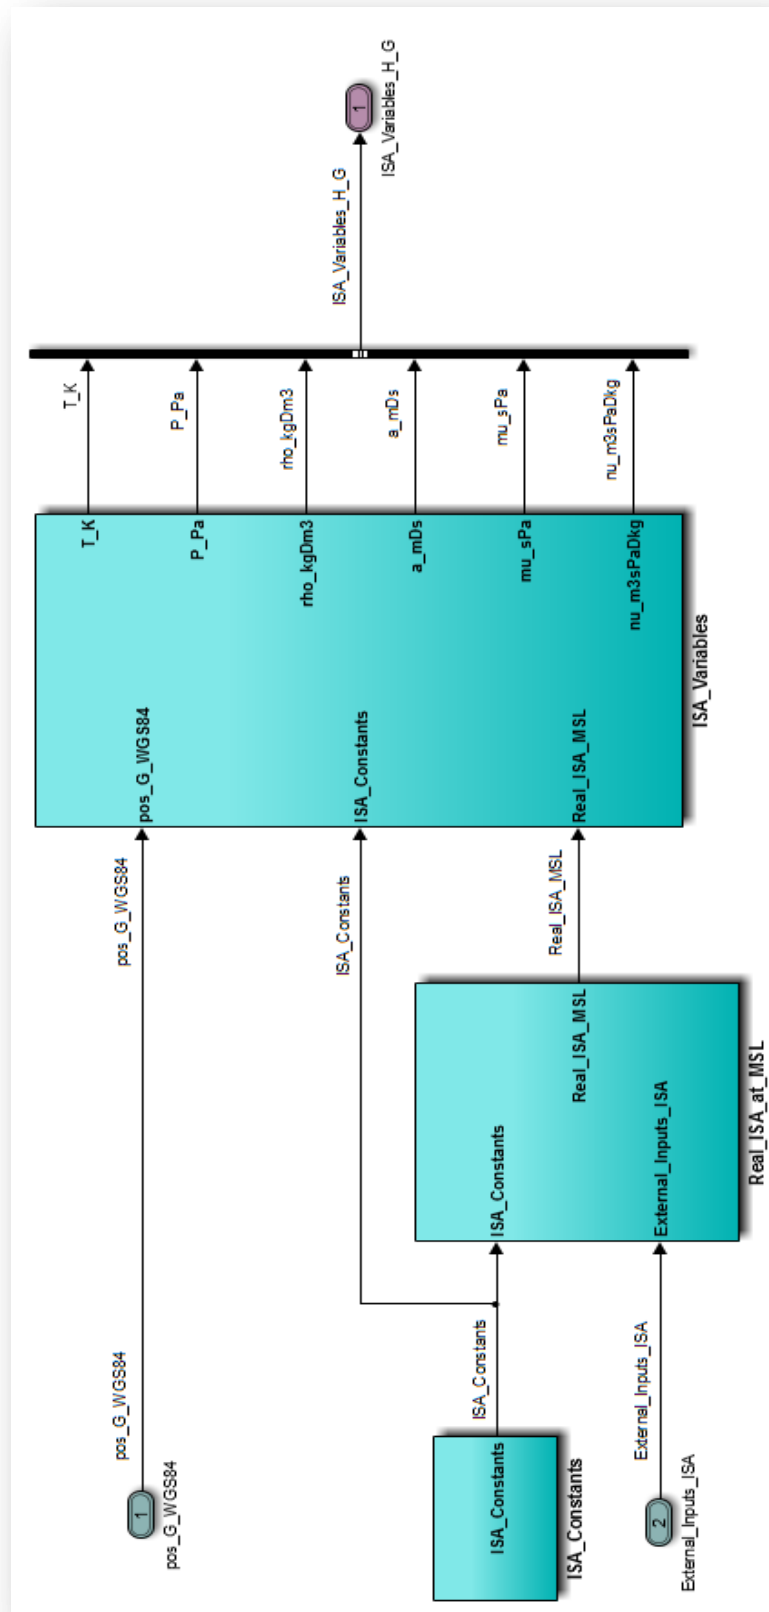 1
pos_G_WGS84
pos_G_WGS84
pos_G_WGS84
pos_G_WGS84
ISA_Constants
ISA_Constants
ISA_Constants
ISA_Constants
ISA_Constants
2
External_Inputs_ISA
External_Inputs_ISA
ISA_Constants
External_Inputs_ISA
Real_ISA_MSL
Real_ISA_at_MSL
Real_ISA_MSL
Real_ISA_MSL
T_K
P_Pa
rho_kgDm3
a_mDs
mu_sPa
nu_m3sPaDkg
ISA_Variables
T_K
P_Pa
rho_kgDm3
a_mDs
mu_sPa
nu_m3sPaDkg
ISA_Variables_H_G
1
ISA_Variables_H_G